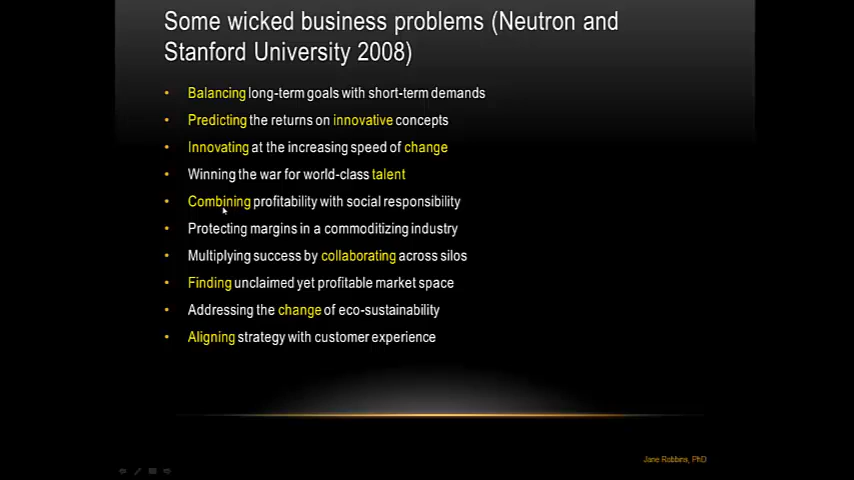 Some wicked business problems (Neutron and
Stanford University 2008)
• Balancing long-term goals with short-term demands
• Predicting the returns on innovative concepts
• Innovating at the increasing speed of change
• Winning the war for world-class talent
• Combining profitability with social responsibility
• Protecting margins in a commoditizing industry
• Multiplying success by collaborating across silos
• Finding unclaimed yet profitable market space
• Addressing the change of eco-sustainability
• Aligning strategy with customer experience
Jane Robbins, PhD